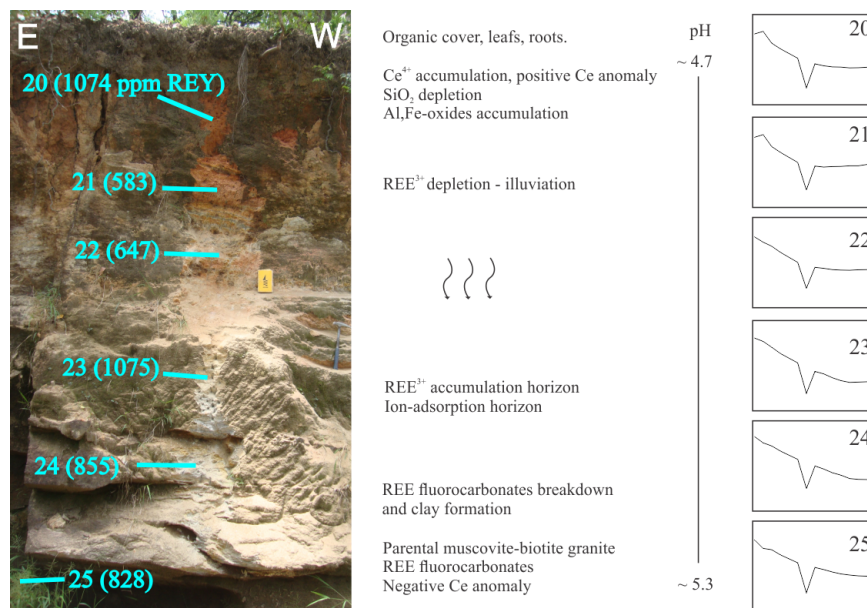 E W
20 (1074 ppm REY)
21 (583)
22 (647)
23 (1075)
24 (855)
25 (828)
Organic cover, leafs, roots.
Ce⁴⁺ accumulation, positive Ce anomaly
SiO₂ depletion
Al,Fe-oxides accumulation
REE³⁺ depletion - illuviation
REE³⁺ accumulation horizon
Ion-adsorption horizon
REE fluorocarbonates breakdown
and clay formation
Parental muscovite-biotite granite
REE fluorocarbonates
Negative Ce anomaly
pH
~ 4.7
~ 5.3
20
21
22
23
24
25